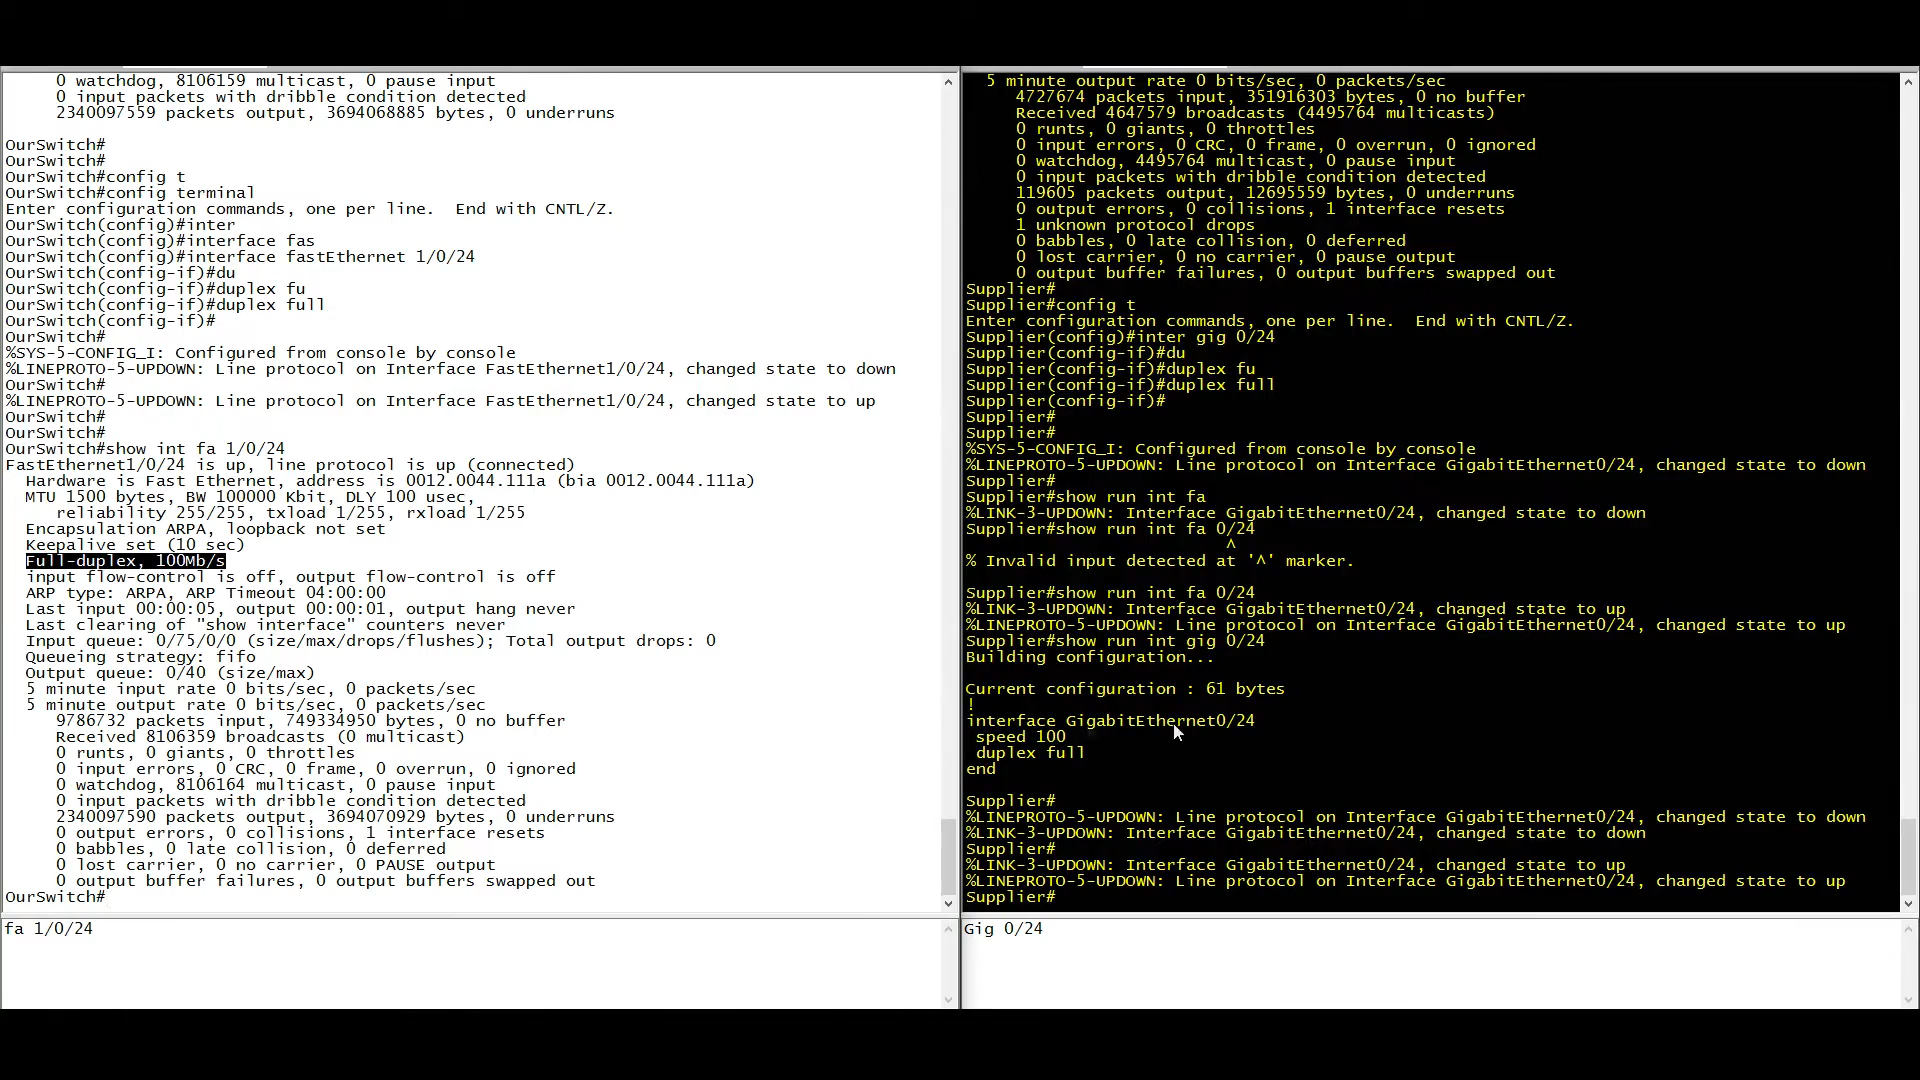 0 watchdog, 8106159 multicast, 0 pause input
0 input packets with dribble condition detected
2340097559 packets output, 3694068885 bytes, 0 underruns
OurSwitch#
OurSwitch#
OurSwitch#config t
OurSwitch#config terminal
Enter configuration commands, one per line.  End with CNTL/Z.
OurSwitch(config)#inter
OurSwitch(config)#interface fas
OurSwitch(config)#interface fastEthernet 1/0/24
OurSwitch(config-if)#du
OurSwitch(config-if)#duplex fu
OurSwitch(config-if)#duplex full
OurSwitch(config-if)#
OurSwitch#
%SYS-5-CONFIG_I: Configured from console by console
%LINEPROTO-5-UPDOWN: Line protocol on Interface FastEthernet1/0/24, changed state to down
OurSwitch#
%LINEPROTO-5-UPDOWN: Line protocol on Interface FastEthernet1/0/24, changed state to up
OurSwitch#
OurSwitch#
OurSwitch#show int fa 1/0/24
FastEthernet1/0/24 is up, line protocol is up (connected)
Hardware is Fast Ethernet, address is 0012.0044.111a (bia 0012.0044.111a)
MTU 1500 bytes, BW 100000 Kbit, DLY 100 usec,
reliability 255/255, txload 1/255, rxload 1/255
Encapsulation ARPA, loopback not set
Keepalive set (10 sec)
Full-duplex, 100Mb/s
input flow-control is off, output flow-control is off
ARP type: ARPA, ARP Timeout 04:00:00
Last input 00:00:05, output 00:00:01, output hang never
Last clearing of "show interface" counters never
Input queue: 0/75/0/0 (size/max/drops/flushes); Total output drops: 0
Queueing strategy: fifo
Output queue: 0/40 (size/max)
5 minute input rate 0 bits/sec, 0 packets/sec
5 minute output rate 0 bits/sec, 0 packets/sec
9786732 packets input, 749334950 bytes, 0 no buffer
Received 8106359 broadcasts (0 multicast)
0 runts, 0 giants, 0 throttles
0 input errors, 0 CRC, 0 frame, 0 overrun, 0 ignored
0 watchdog, 8106164 multicast, 0 pause input
0 input packets with dribble condition detected
2340097590 packets output, 3694070929 bytes, 0 underruns
0 output errors, 0 collisions, 1 interface resets
0 babbles, 0 late collision, 0 deferred
0 lost carrier, 0 no carrier, 0 PAUSE output
0 output buffer failures, 0 output buffers swapped out
OurSwitch#
fa 1/0/24
5 minute output rate 0 bits/sec, 0 packets/sec
4727674 packets input, 351916303 bytes, 0 no buffer
Received 4647579 broadcasts (4495764 multicasts)
0 runts, 0 giants, 0 throttles
0 input errors, 0 CRC, 0 frame, 0 overrun, 0 ignored
0 watchdog, 4495764 multicast, 0 pause input
0 input packets with dribble condition detected
119605 packets output, 12695559 bytes, 0 underruns
0 output errors, 0 collisions, 1 interface resets
1 unknown protocol drops
0 babbles, 0 late collision, 0 deferred
0 lost carrier, 0 no carrier, 0 pause output
0 output buffer failures, 0 output buffers swapped out
Supplier#
Supplier#config t
Enter configuration commands, one per line.  End with CNTL/Z.
Supplier(config)#inter gig 0/24
Supplier(config-if)#du
Supplier(config-if)#duplex fu
Supplier(config-if)#duplex full
Supplier(config-if)#
Supplier#
Supplier#
%SYS-5-CONFIG_I: Configured from console by console
%LINEPROTO-5-UPDOWN: Line protocol on Interface GigabitEthernet0/24, changed state to down
Supplier#
Supplier#show run int fa
%LINK-3-UPDOWN: Interface GigabitEthernet0/24, changed state to down
Supplier#show run int fa 0/24
^
% Invalid input detected at '^' marker.
Supplier#show run int fa 0/24
%LINK-3-UPDOWN: Interface GigabitEthernet0/24, changed state to up
%LINEPROTO-5-UPDOWN: Line protocol on Interface GigabitEthernet0/24, changed state to up
Supplier#show run int gig 0/24
Building configuration...
Current configuration : 61 bytes
!
interface GigabitEthernet0/24
speed 100
duplex full
end
Supplier#
%LINEPROTO-5-UPDOWN: Line protocol on Interface GigabitEthernet0/24, changed state to down
%LINK-3-UPDOWN: Interface GigabitEthernet0/24, changed state to down
Supplier#
%LINK-3-UPDOWN: Interface GigabitEthernet0/24, changed state to up
%LINEPROTO-5-UPDOWN: Line protocol on Interface GigabitEthernet0/24, changed state to up
Supplier#
Gig 0/24